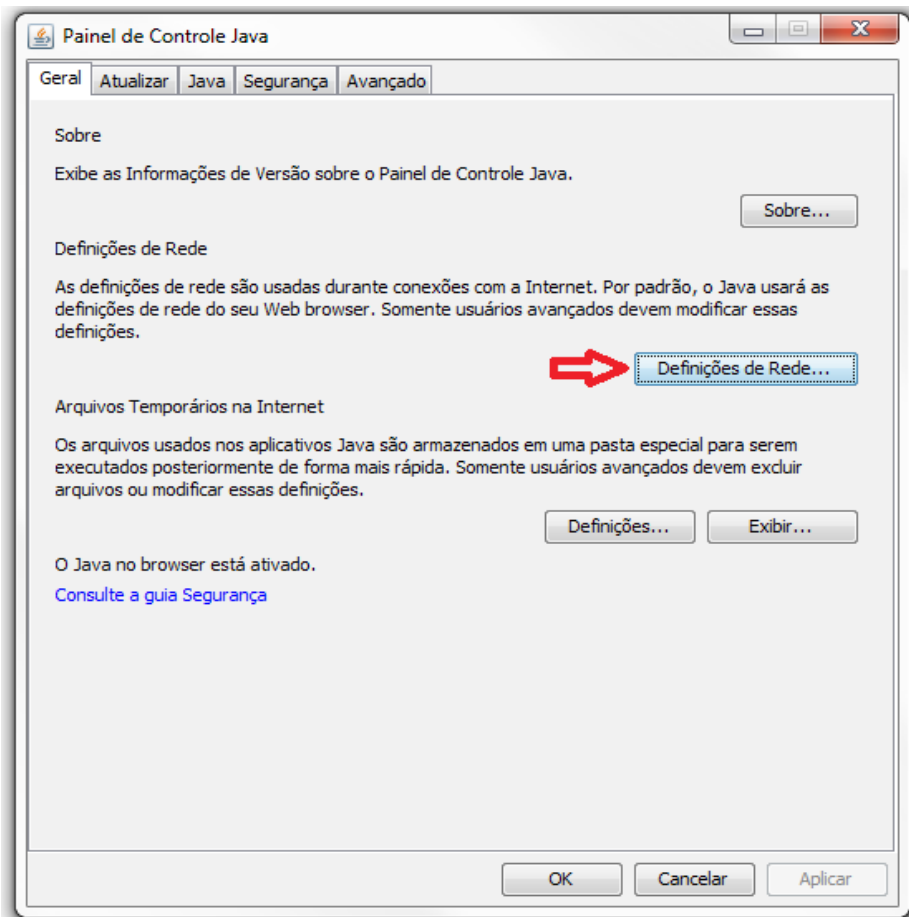 Painel de Controle Java
Geral Atualizar Java Segurança Avançado
Sobre
Exibe as Informações de Versão sobre o Painel de Controle Java.
Sobre...
Definições de Rede
As definições de rede são usadas durante conexões com a Internet. Por padrão, o Java usará as
definições de rede do seu Web browser. Somente usuários avançados devem modificar essas
definições.
Definições de Rede...
Arquivos Temporários na Internet
Os arquivos usados nos aplicativos Java são armazenados em uma pasta especial para serem
executados posteriormente de forma mais rápida. Somente usuários avançados devem excluir
arquivos ou modificar essas definições.
Definições... Exibir...
O Java no browser está ativado.
Consulte a guia Segurança
OK Cancelar Aplicar